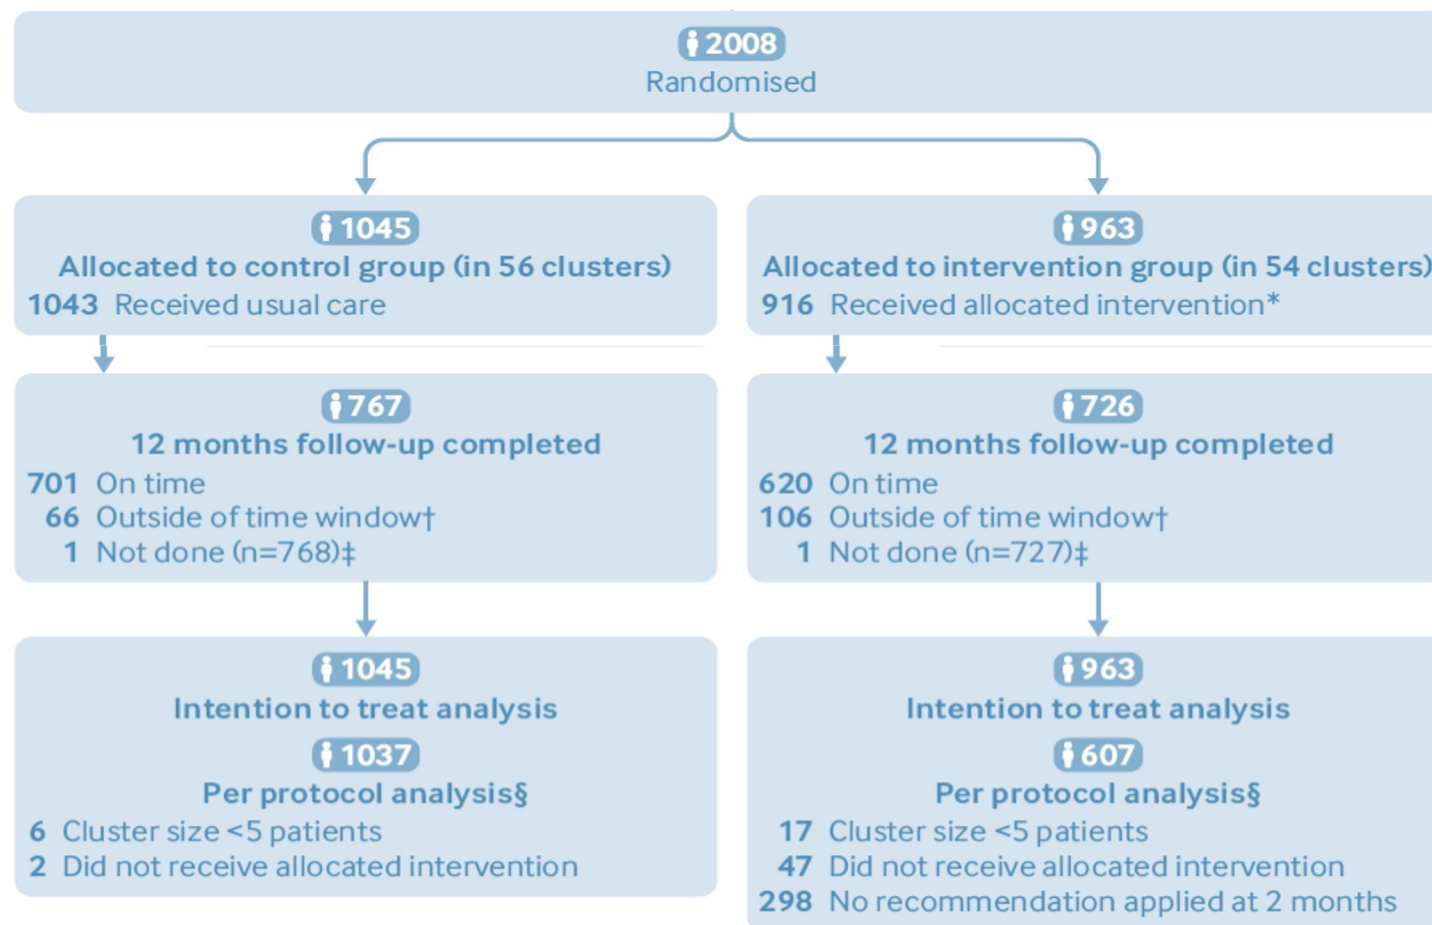 2008
Randomised
1045
Allocated to control group (in 56 clusters)
1043 Received usual care
963
Allocated to intervention group (in 54 clusters)
916 Received allocated intervention*
767
12 months follow-up completed
701 On time
66 Outside of time window†
1 Not done (n=768)‡
726
12 months follow-up completed
620 On time
106 Outside of time window†
1 Not done (n=727)‡
1045
Intention to treat analysis
1037
Per protocol analysis§
6 Cluster size <5 patients
2 Did not receive allocated intervention
963
Intention to treat analysis
607
Per protocol analysis§
17 Cluster size <5 patients
47 Did not receive allocated intervention
298 No recommendation applied at 2 months